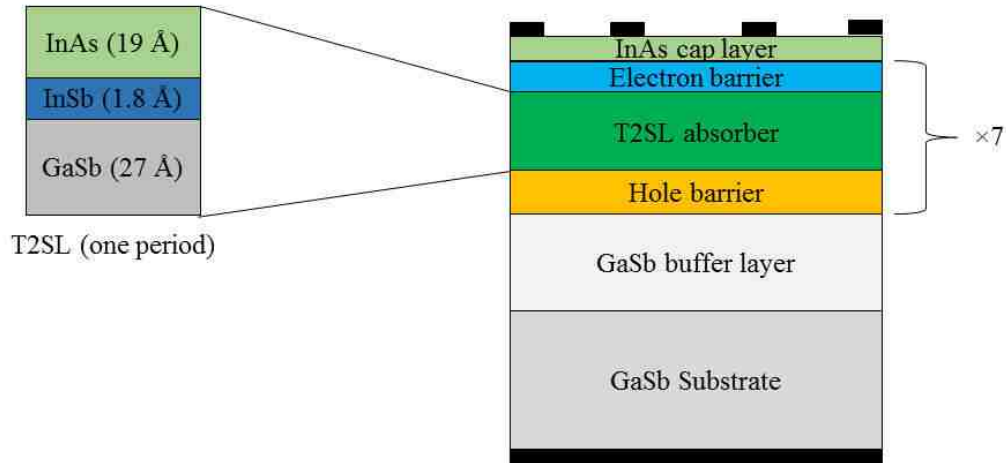 InAs (19 Å)
InSb (1.8 Å)
GaSb (27 Å)
T2SL (one period)
InAs cap layer
Electron barrier
T2SL absorber
Hole barrier
×7
GaSb buffer layer
GaSb Substrate